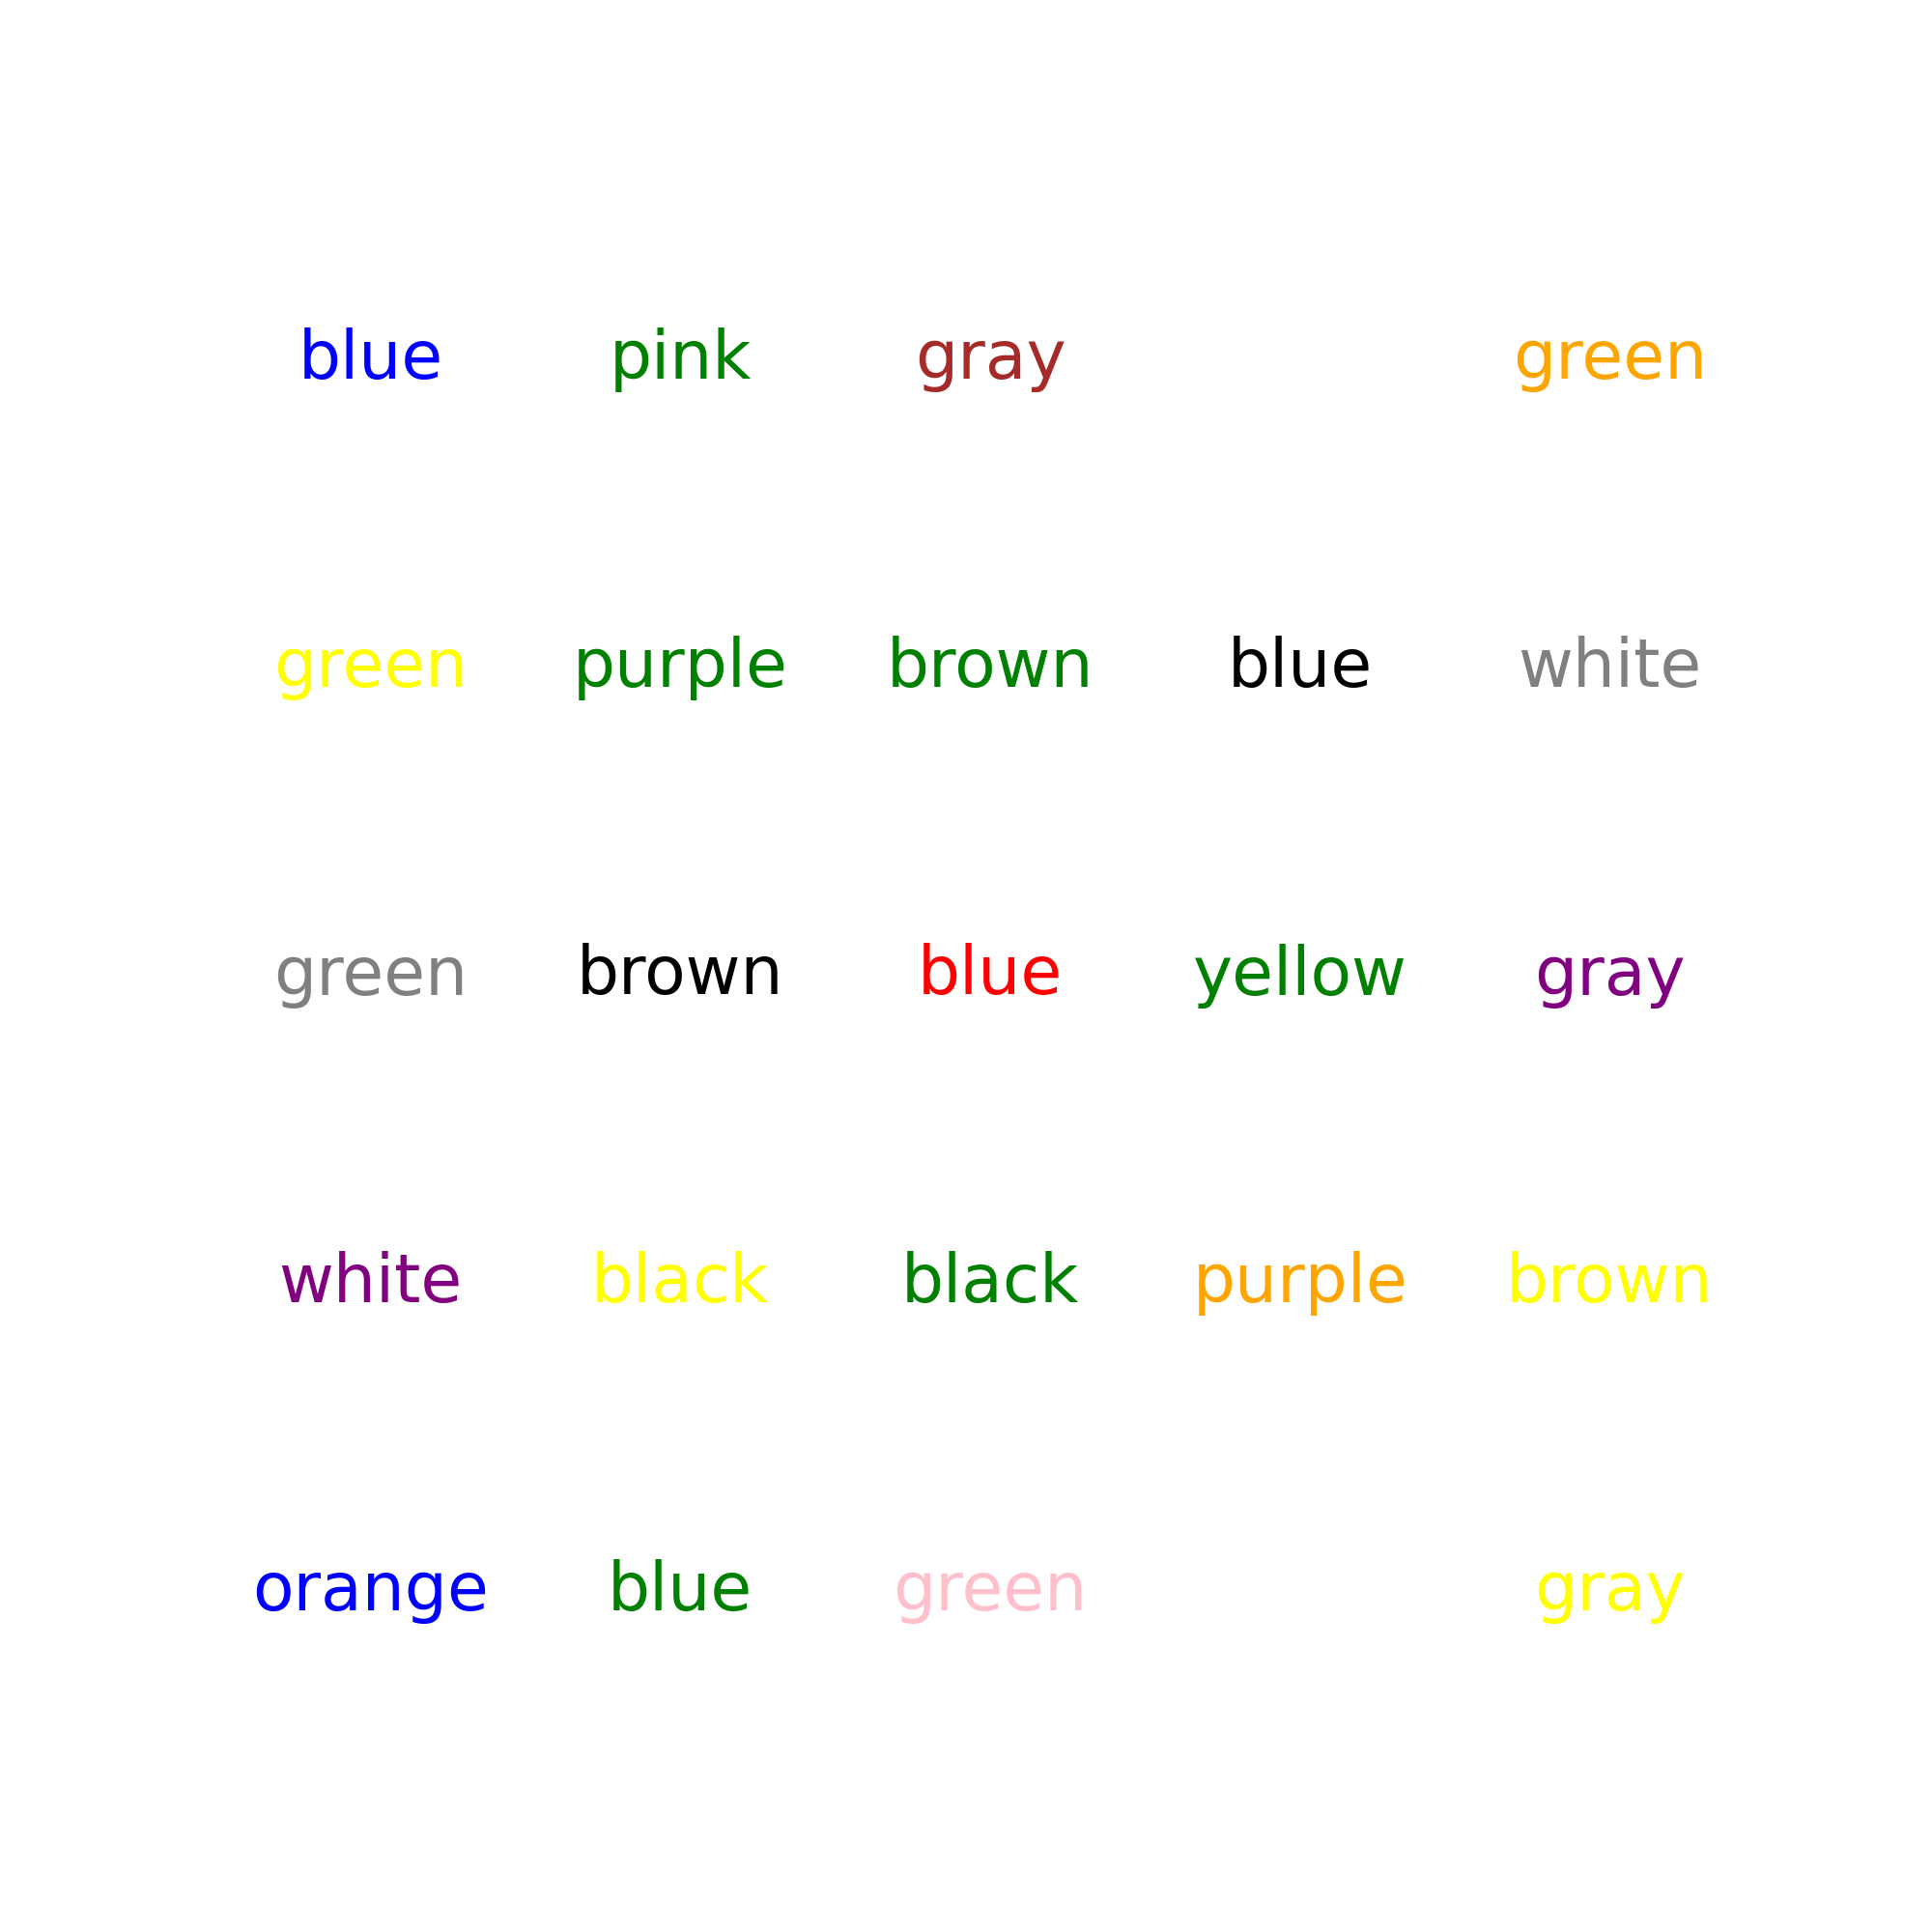 blue pink gray green
green purple brown blue white
green brown blue yellow gray
white black black purple brown
orange blue green gray